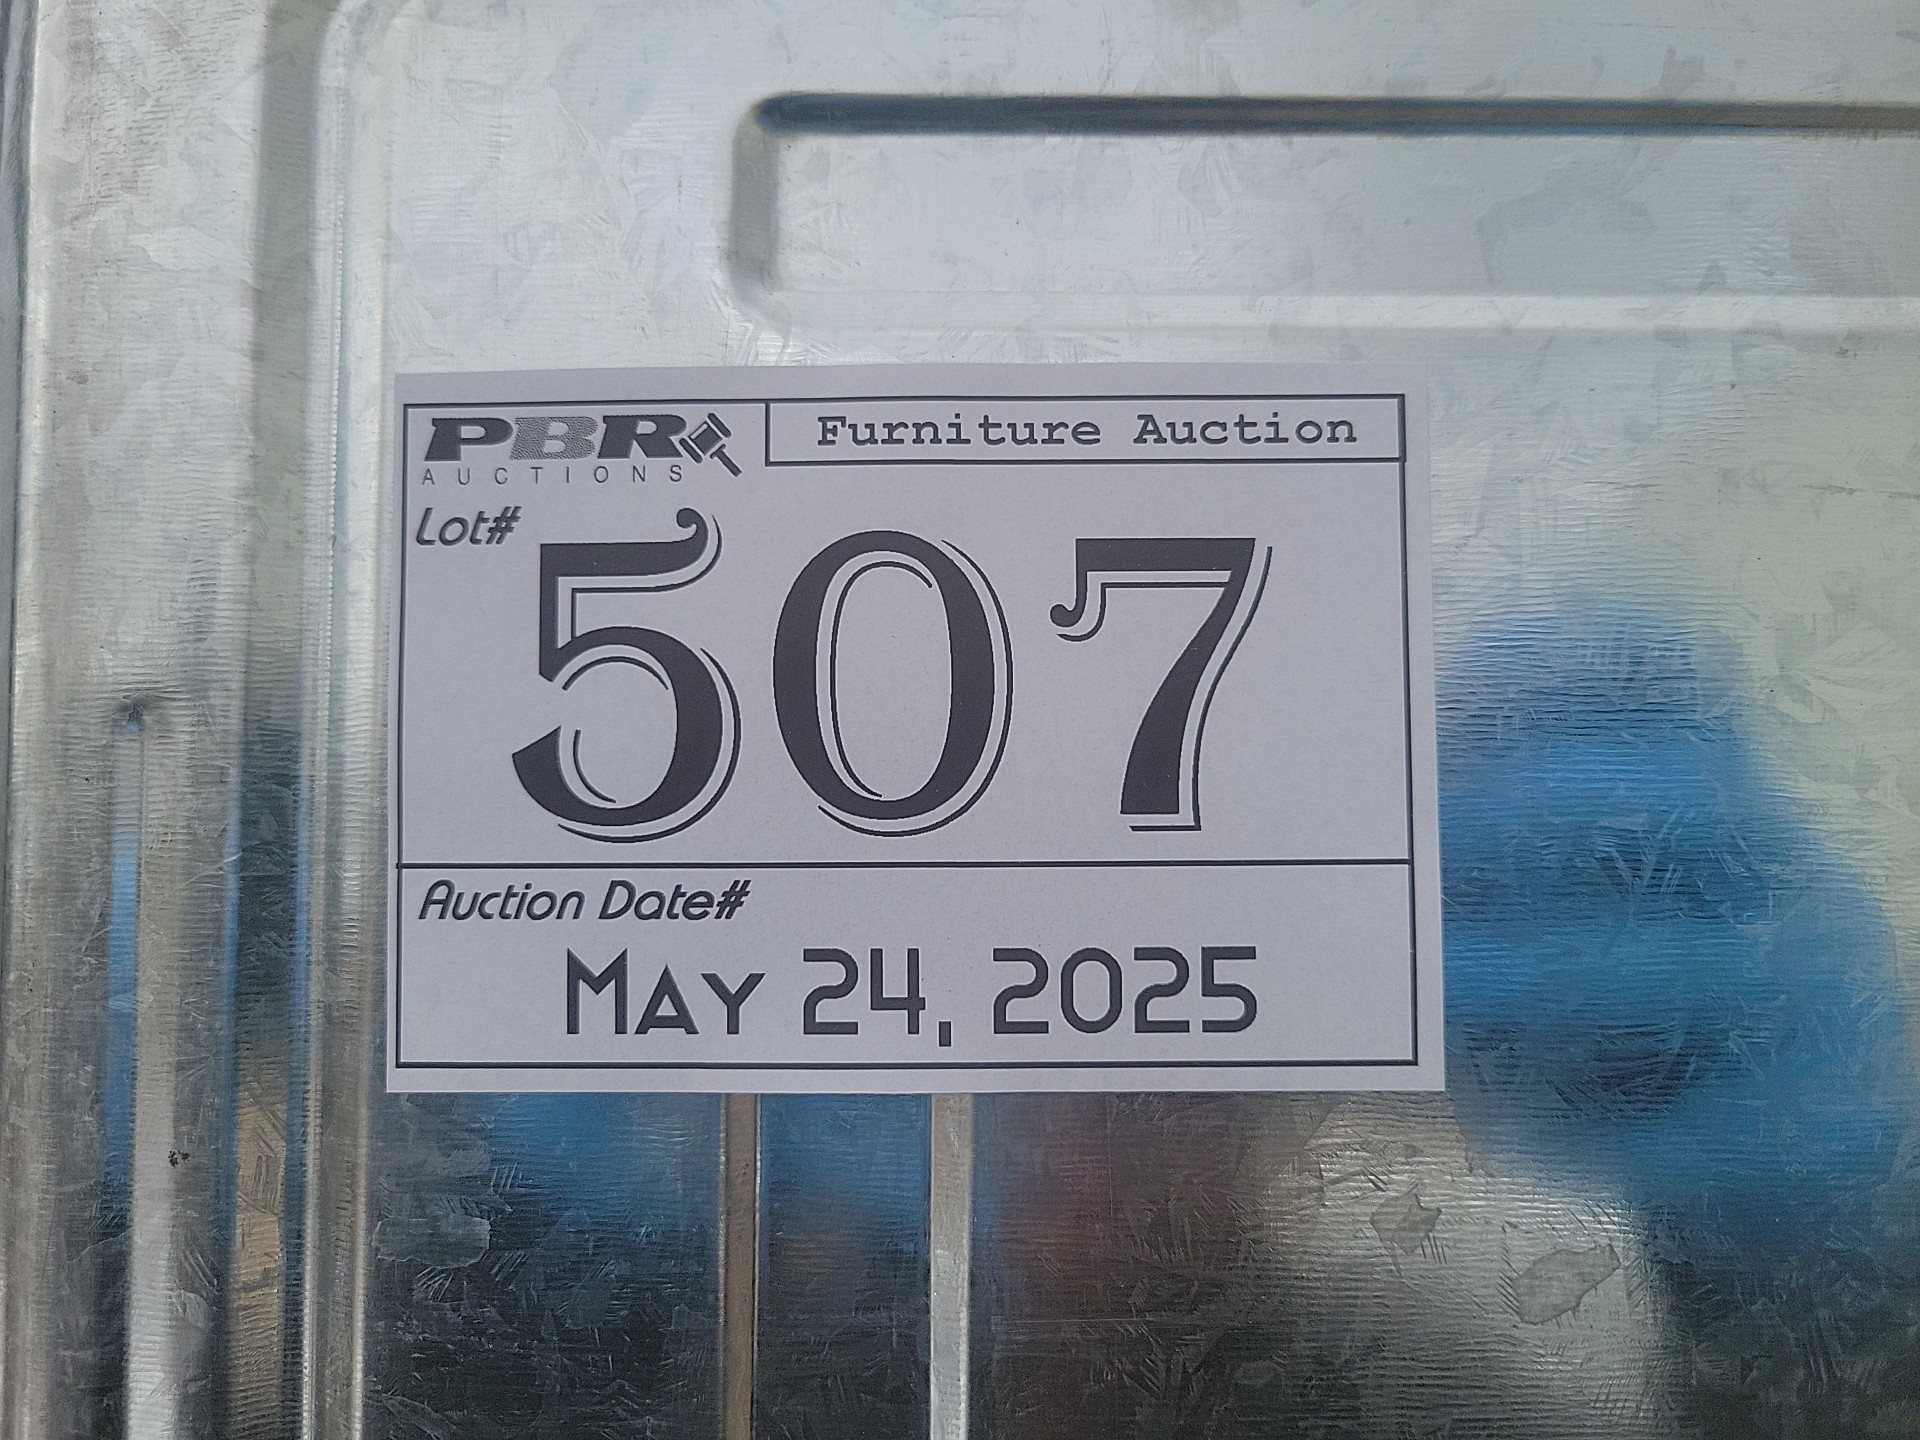 PBR
AUCTIONS
Furniture Auction
Lot#
507
Auction Date#
May 24, 2025